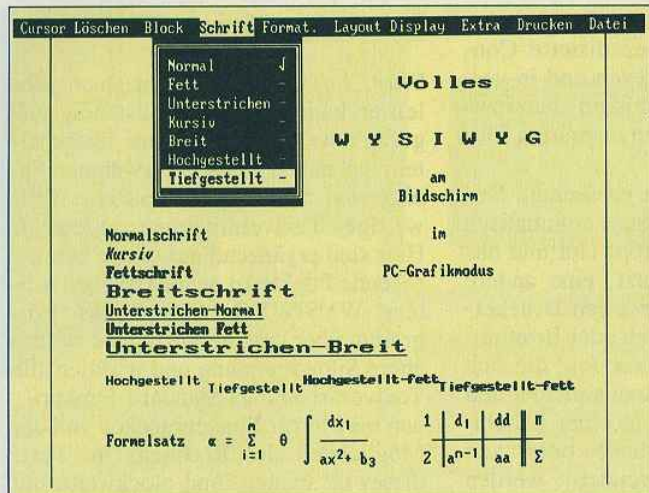 Cursor Löschen Block Schrift Format. Layout Display Extra Drucken Datei
Normal √
Fett -
Unterstrichen -
Kursiv -
Breit -
Hochgestellt -
Tiefgestellt -
Volles
W Y S I W Y G
am
Bildschirm
im
PC-Grafikmodus
Normalschrift
Kursiv
Fettschrift
Breitschrift
Unterstrichen-Normal
Unterstrichen Fett
Unterstrichen-Breit
Hochgestellt Tiefgestellt Hochgestellt-fett Tiefgestellt-fett
Formelsatz α = Σ θ ∫ dx₁ / ax²+ b₃
n
i=1
1 | d₁ | dd | π
2 | aⁿ⁻¹ | aa | Σ